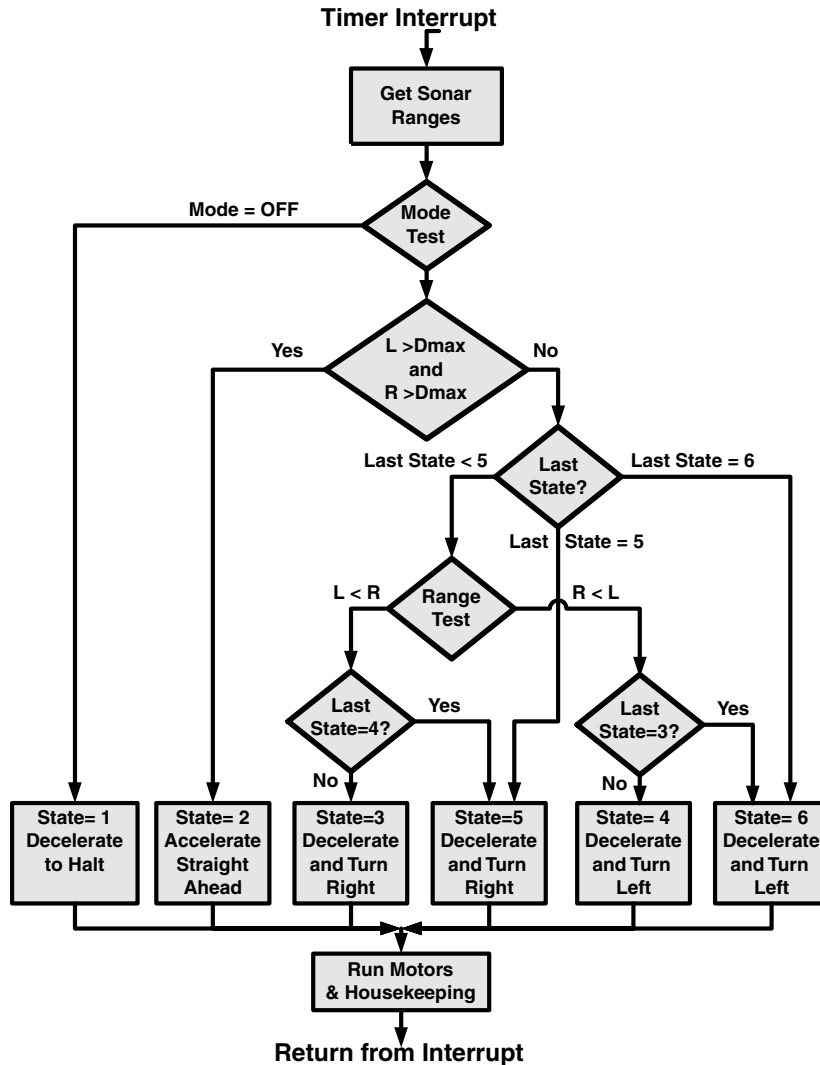 Timer Interrupt
Get Sonar
Ranges
Mode = OFF
Mode
Test
Yes
L >Dmax
and
R >Dmax
No
Last State < 5
Last
State?
Last State = 6
Last State = 5
L < R
Range
Test
R < L
Last
State=4?
Yes
No
Last
State=3?
Yes
No
State= 1
Decelerate
to Halt
State= 2
Accelerate
Straight
Ahead
State=3
Decelerate
and Turn
Right
State=5
Decelerate
and Turn
Right
State= 4
Decelerate
and Turn
Left
State= 6
Decelerate
and Turn
Left
Run Motors
& Housekeeping
Return from Interrupt